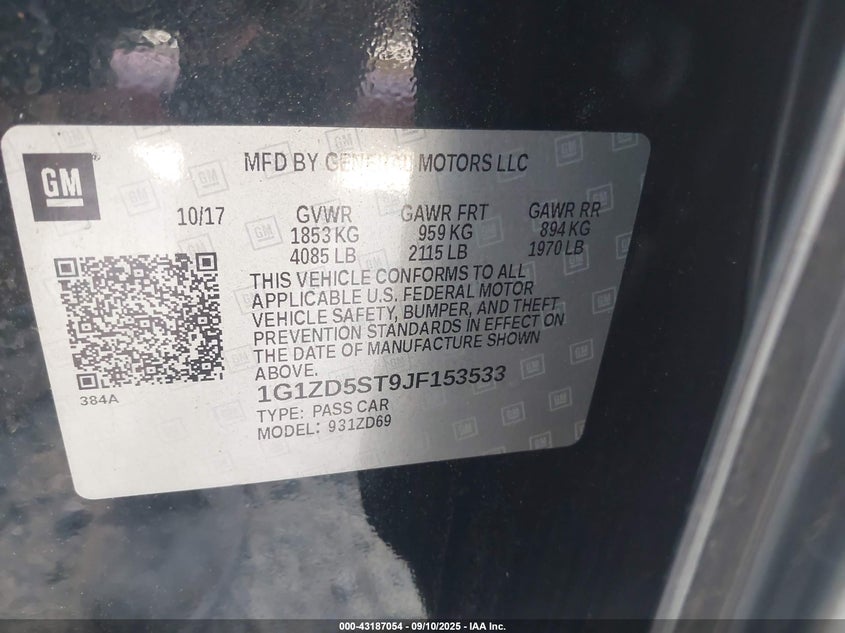 GM
MFD BY GENERAL MOTORS LLC
10/17 GVWR GAWR FRT GAWR RR
1853 KG 959 KG 894 KG
4085 LB 2115 LB 1970 LB
THIS VEHICLE CONFORMS TO ALL
APPLICABLE U.S. FEDERAL MOTOR
VEHICLE SAFETY, BUMPER, AND THEFT
PREVENTION STANDARDS IN EFFECT ON
THE DATE OF MANUFACTURE SHOWN
ABOVE.
384A
1G1ZD5ST9JF153533
TYPE: PASS CAR
MODEL: 931ZD69
000-43187054 - 09/10/2025 - IAA Inc.